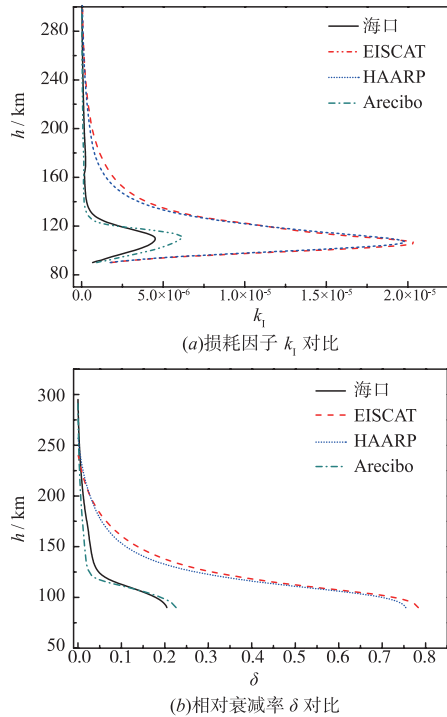 海口
EISCAT
HAARP
Arecibo
280
240
200
160
120
80
h / km
0.0
5.0×10⁻⁶
1.0×10⁻⁵
1.5×10⁻⁵
2.0×10⁻⁵
k_I
(a)损耗因子 k_I 对比
海口
EISCAT
HAARP
Arecibo
300
250
200
150
100
50
h / km
0.0
0.1
0.2
0.3
0.4
0.5
0.6
0.7
0.8
δ
(b)相对衰减率 δ 对比